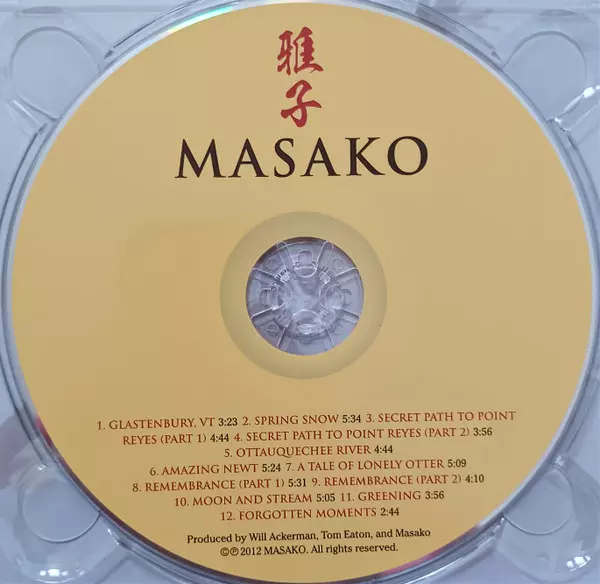 雅
子
MASAKO
1. GLASTENBURY, VT 3:23 2. SPRING SNOW 5:34 3. SECRET PATH TO POINT
REYES (PART 1) 4:44 4. SECRET PATH TO POINT REYES (PART 2) 3:56
5. OTTAUQUECHEE RIVER 4:44
6. AMAZING NEWT 5:24 7. A TALE OF LONELY OTTER 5:09
8. REMEMBRANCE (PART 1) 5:31 9. REMEMBRANCE (PART 2) 4:10
10. MOON AND STREAM 5:05 11. GREENING 3:56
12. FORGOTTEN MOMENTS 2:44
Produced by Will Ackerman, Tom Eaton, and Masako
©℗ 2012 MASAKO. All rights reserved.